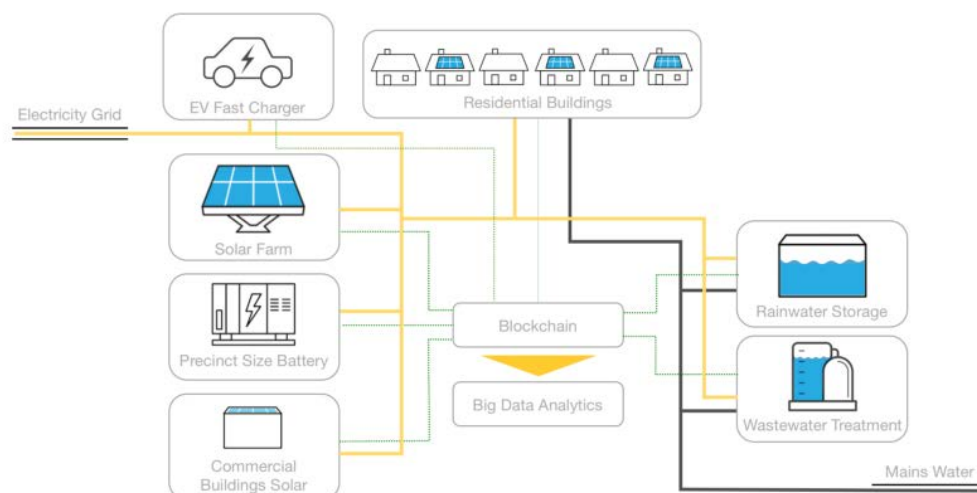 EV Fast Charger
Residential Buildings
Electricity Grid
Solar Farm
Rainwater Storage
Blockchain
Precinct Size Battery
Big Data Analytics
Wastewater Treatment
Commercial
Buildings Solar
Mains Water